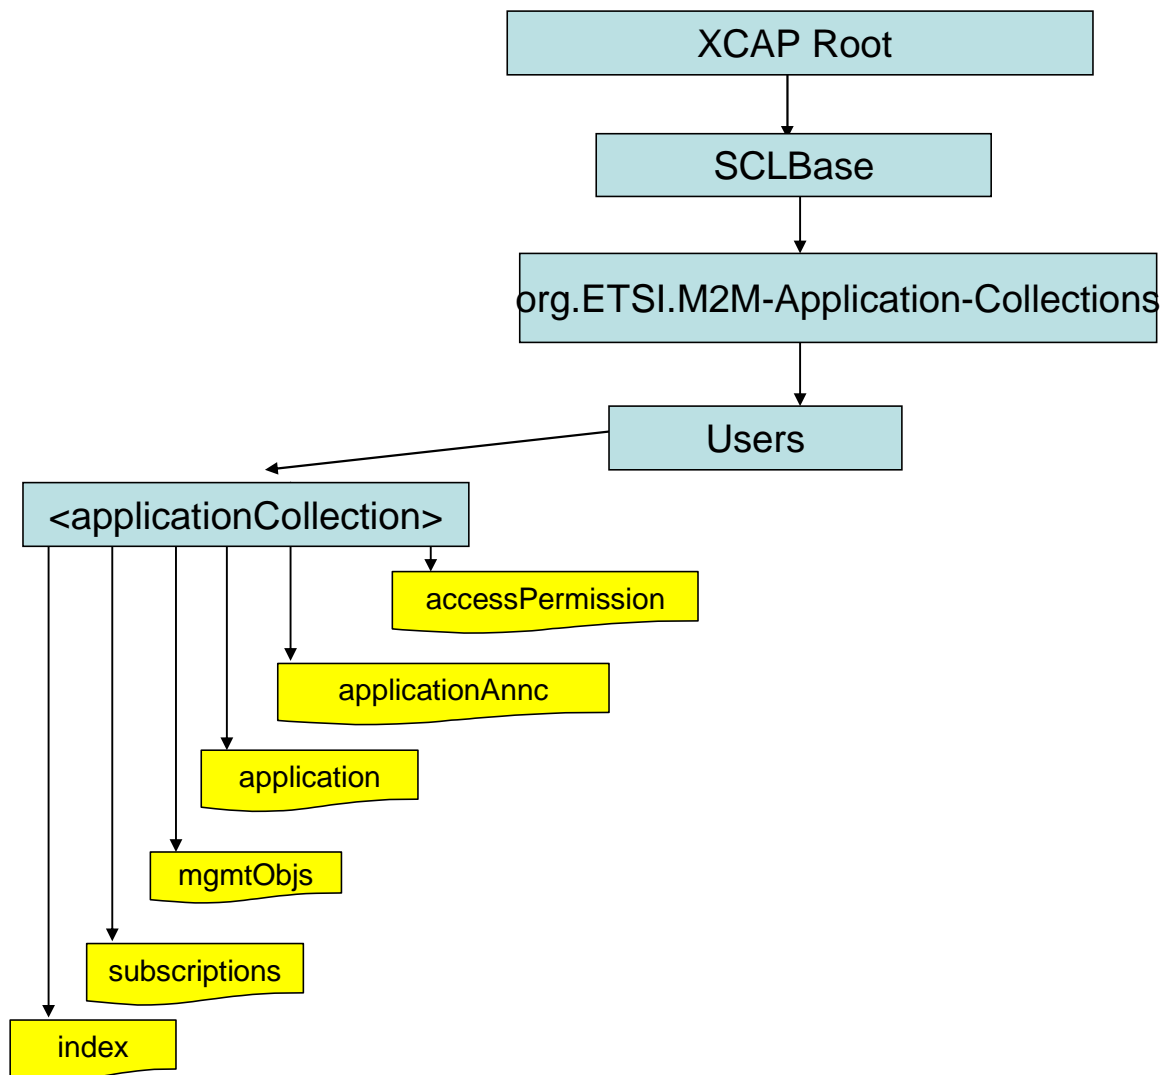 XCAP Root
SCLBase
org.ETSI.M2M-Application-Collections
Users
<applicationCollection>
accessPermission
applicationAnnc
application
mgmtObjs
subscriptions
index